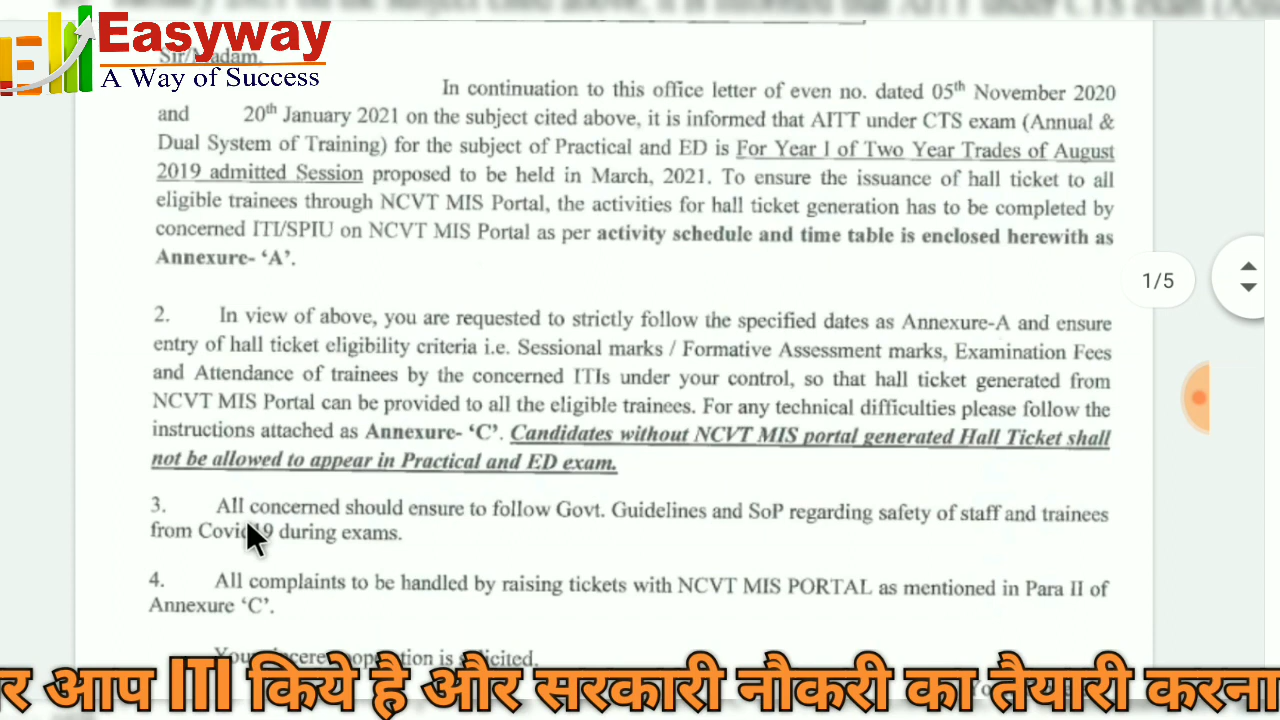 Easyway
A Way of Success
Sir/Madam,
In continuation to this office letter of even no. dated 05th November 2020
and 20th January 2021 on the subject cited above, it is informed that AITT under CTS exam (Annual &
Dual System of Training) for the subject of Practical and ED is For Year I of Two Year Trades of August
2019 admitted Session proposed to be held in March, 2021. To ensure the issuance of hall ticket to all
eligible trainees through NCVT MIS Portal, the activities for hall ticket generation has to be completed by
concerned ITI/SPIU on NCVT MIS Portal as per activity schedule and time table is enclosed herewith as
Annexure- ‘A’.
1/5
2. In view of above, you are requested to strictly follow the specified dates as Annexure-A and ensure
entry of hall ticket eligibility criteria i.e. Sessional marks / Formative Assessment marks, Examination Fees
and Attendance of trainees by the concerned ITIs under your control, so that hall ticket generated from
NCVT MIS Portal can be provided to all the eligible trainees. For any technical difficulties please follow the
instructions attached as Annexure- ‘C’. Candidates without NCVT MIS portal generated Hall Ticket shall
not be allowed to appear in Practical and ED exam.
3. All concerned should ensure to follow Govt. Guidelines and SoP regarding safety of staff and trainees
from Covid19 during exams.
4. All complaints to be handled by raising tickets with NCVT MIS PORTAL as mentioned in Para II of
Annexure ‘C’.
Your sincere cooperation is solicited.
आप ITI किये है और सरकारी नौकरी का तैयारी करना